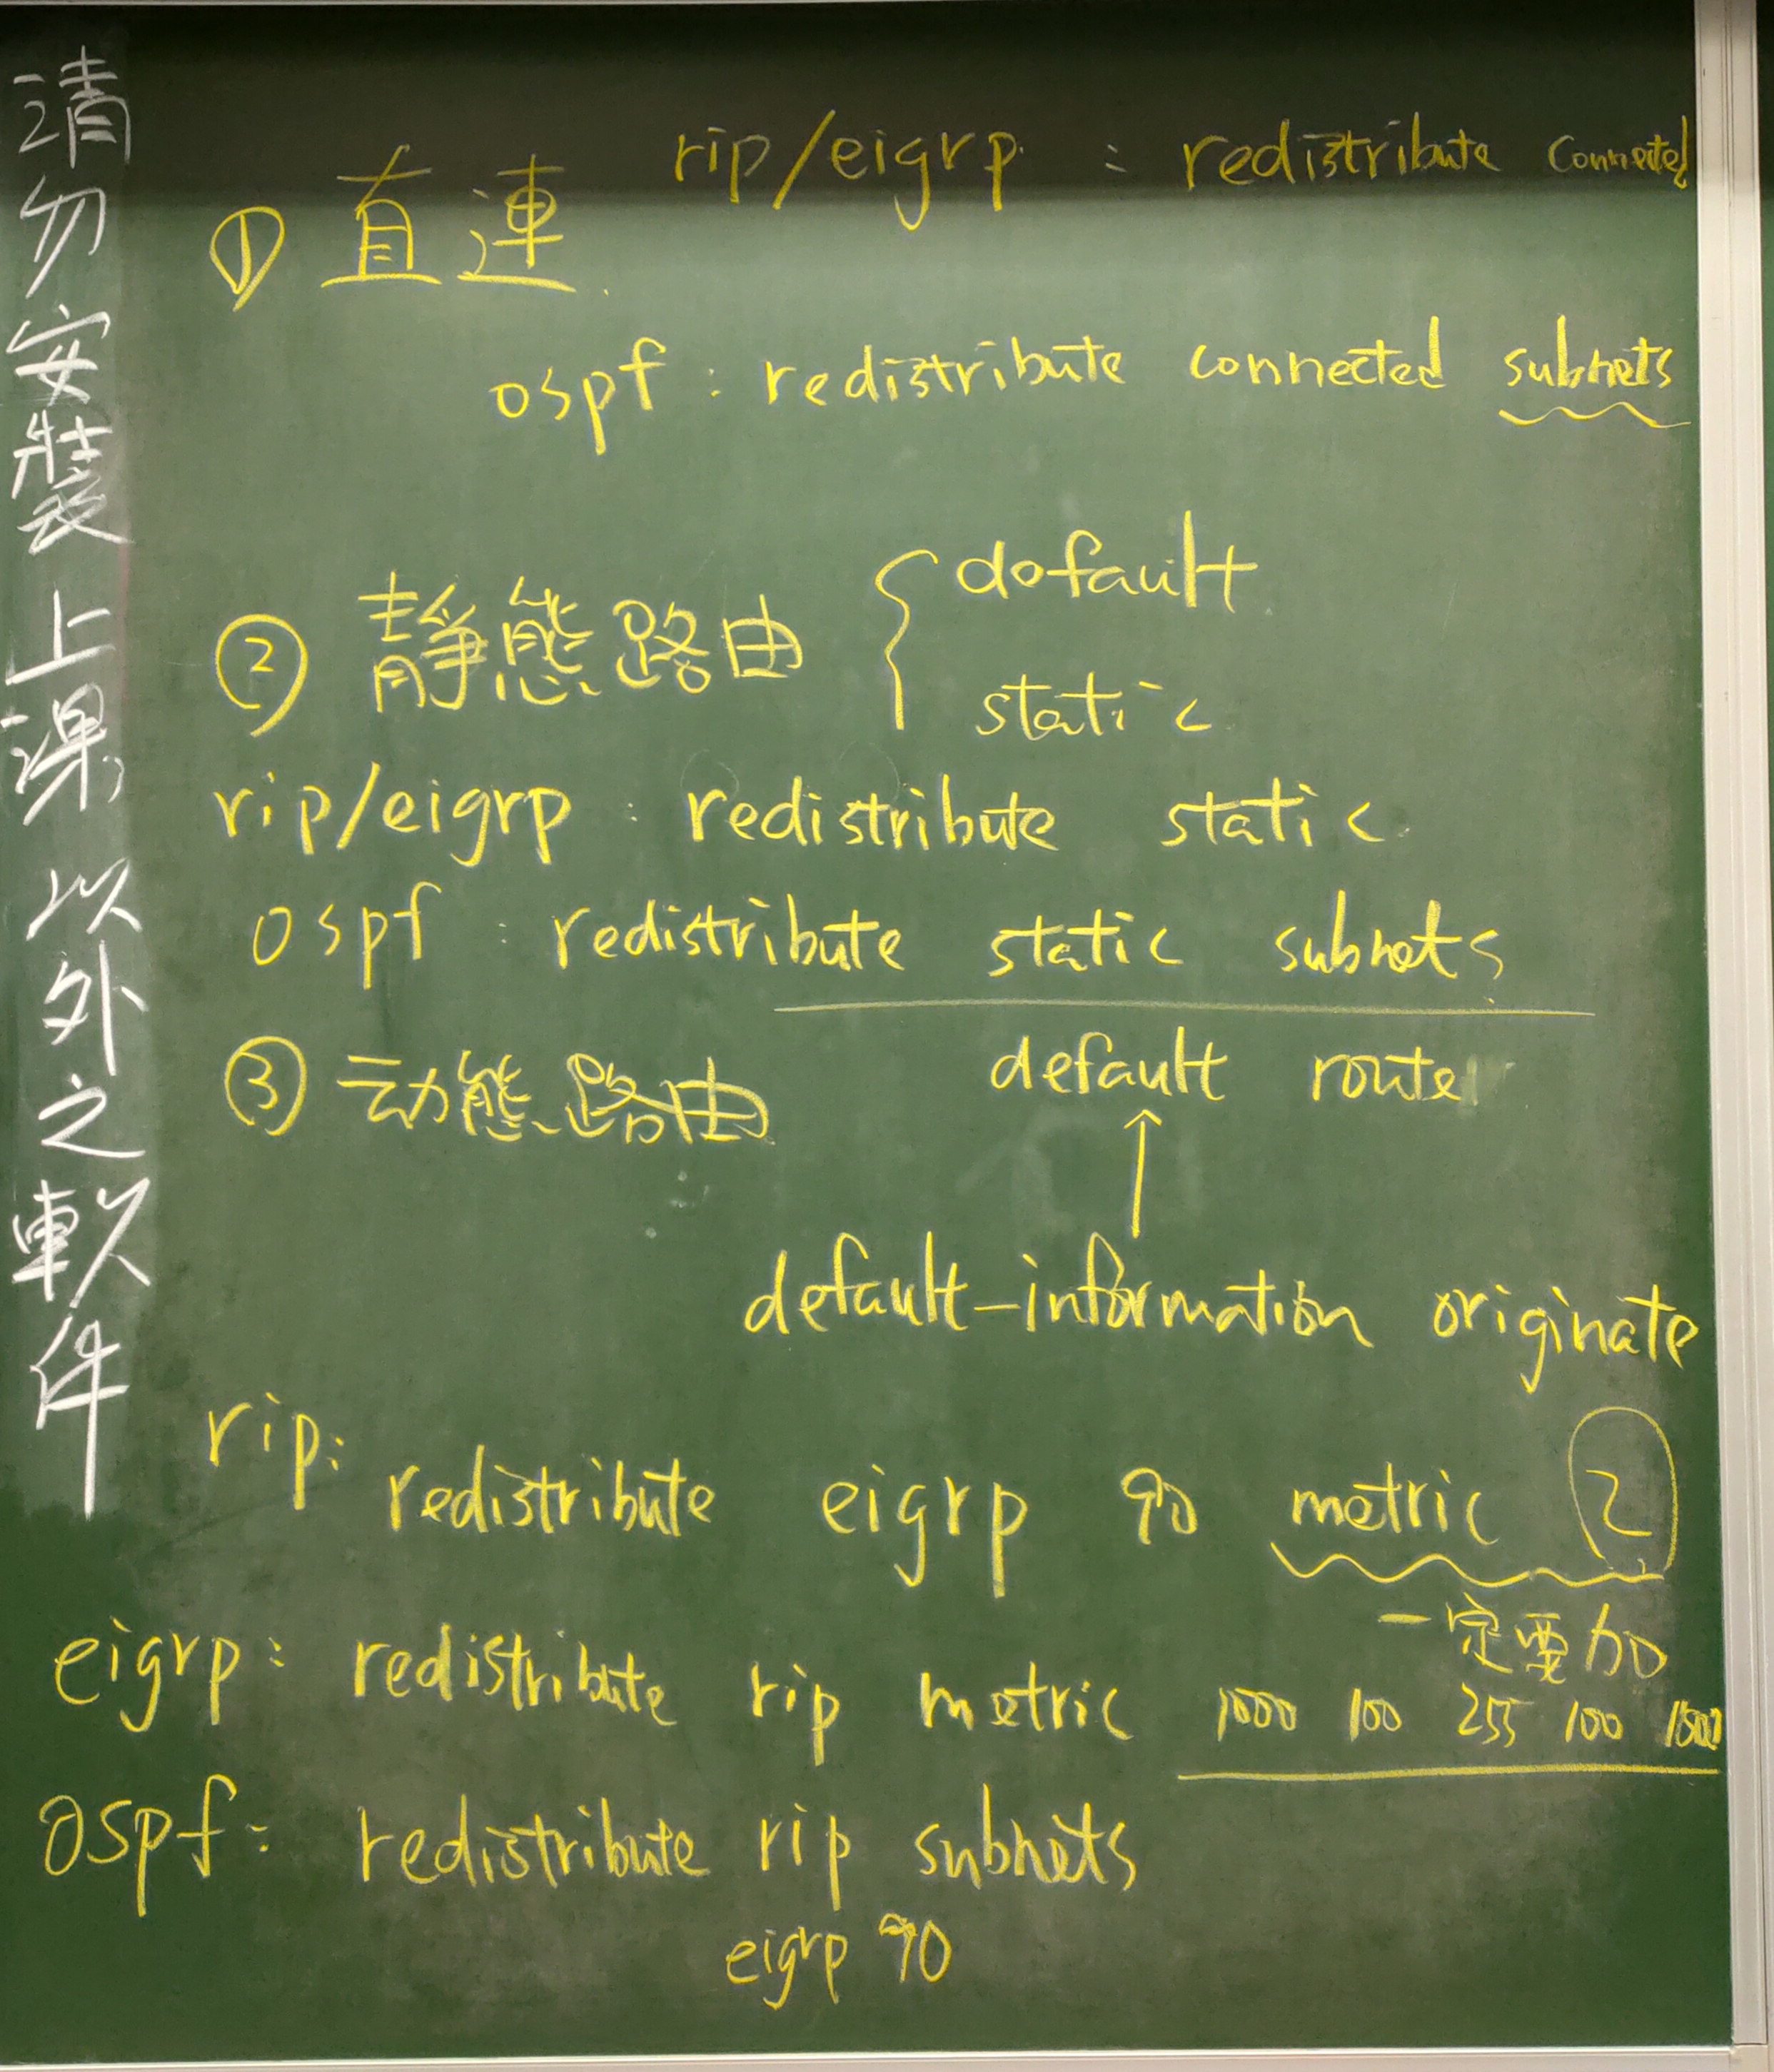 請勿安裝上課以外之軟件
rip/eigrp : redistribute connected
① 直連
ospf : redistribute connected subnets
② 靜態路由 { default
static
rip/eigrp : redistribute static
ospf : redistribute static subnets
③ 动態路由
default route
↑
default-information originate
rip: redistribute eigrp 90 metric 2
一定要加
eigrp: redistribute rip metric 1000 100 255 100 1500
ospf: redistribute rip subnets
eigrp 90